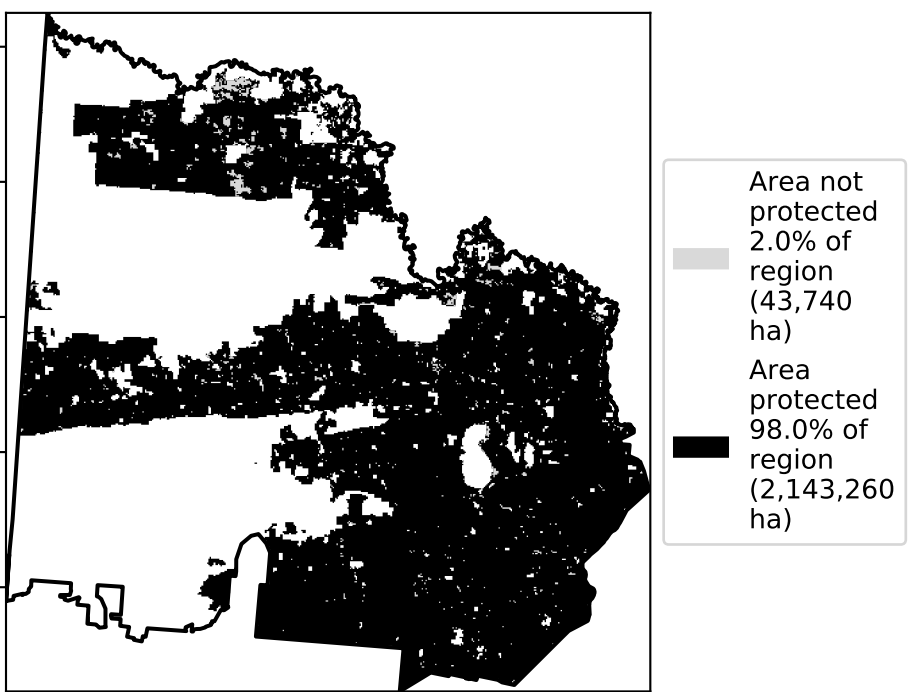 Area not
protected
2.0% of
region
(43,740
ha)
Area
protected
98.0% of
region
(2,143,260
ha)